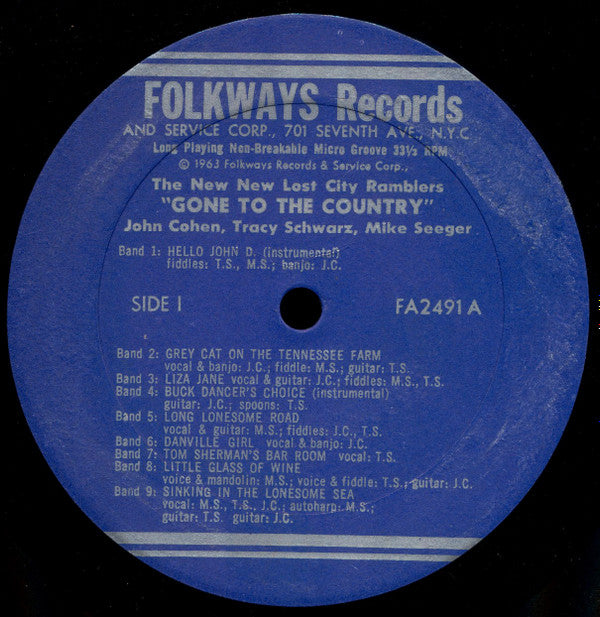 FOLKWAYS Records
AND SERVICE CORP., 701 SEVENTH AVE., N.Y.C.
Long Playing Non-Breakable Micro Groove 33⅓ RPM
© 1963 Folkways Records & Service Corp.,
The New New Lost City Ramblers
"GONE TO THE COUNTRY"
John Cohen, Tracy Schwarz, Mike Seeger
Band 1: HELLO JOHN D. (instrumental)
fiddles: T.S., M.S.; banjo: J.C.
SIDE I FA2491 A
Band 2: GREY CAT ON THE TENNESSEE FARM
vocal & banjo: J.C.; fiddle: M.S.; guitar: T.S.
Band 3: LIZA JANE vocal & guitar: J.C.; fiddles: M.S., T.S.
Band 4: BUCK DANCER'S CHOICE (instrumental)
guitar: J.C.; spoons: T.S.
Band 5: LONG LONESOME ROAD
vocal & guitar: M.S.; fiddles: J.C., T.S.
Band 6: DANVILLE GIRL vocal & banjo: J.C.
Band 7: TOM SHERMAN'S BAR ROOM vocal: T.S.
Band 8: LITTLE GLASS OF WINE
voice & mandolin: M.S.; voice & fiddle: T.S.; guitar: J.C.
Band 9: SINKING IN THE LONESOME SEA
vocal: M.S., T.S., J.C.; autoharp: M.S.;
guitar: T.S. guitar: J.C.